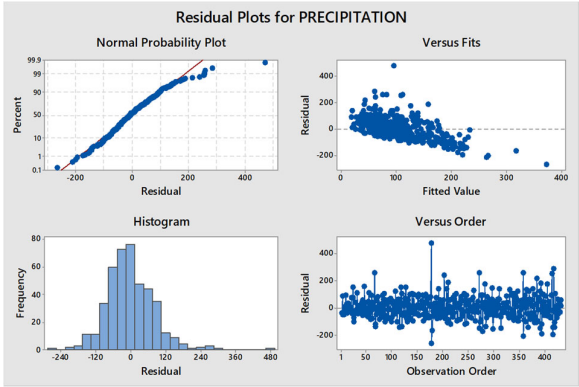 Residual Plots for PRECIPITATION
Normal Probability Plot
99.9
99
90
50
10
1
0.1
Percent
-200 0 200 400
Residual
Versus Fits
400
200
0
-200
Residual
0 100 200 300 400
Fitted Value
Histogram
80
60
40
20
0
Frequency
-240 -120 0 120 240 360 480
Residual
Versus Order
400
200
0
-200
Residual
1 50 100 150 200 250 300 350 400
Observation Order